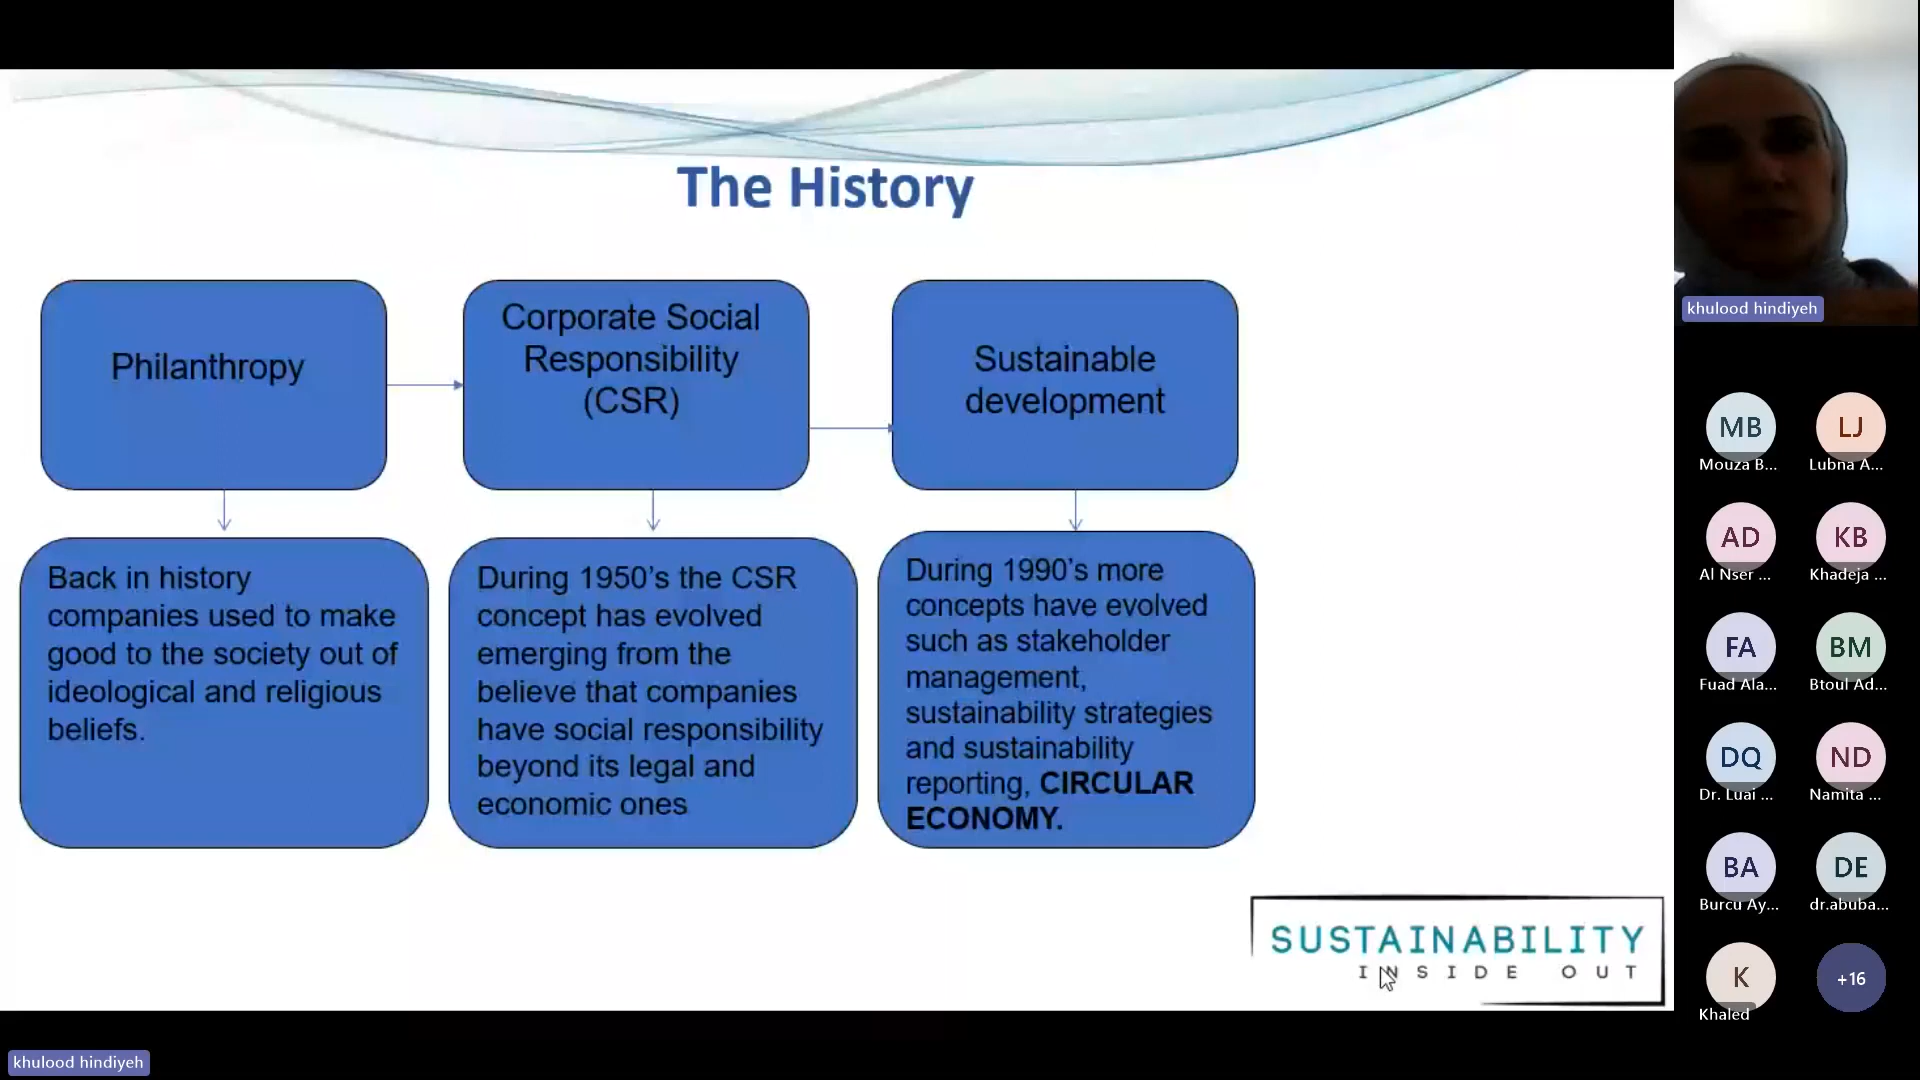 The History
Philanthropy
Corporate Social
Responsibility
(CSR)
Sustainable
development
Back in history
companies used to make
good to the society out of
ideological and religious
beliefs.
During 1950's the CSR
concept has evolved
emerging from the
believe that companies
have social responsibility
beyond its legal and
economic ones
During 1990's more
concepts have evolved
such as stakeholder
management,
sustainability strategies
and sustainability
reporting, CIRCULAR
ECONOMY.
SUSTAINABILITY
INSIDE OUT
khulood hindiyeh
khulood hindiyeh
MB
Mouza B...
LJ
Lubna A...
AD
Al Nser ...
KB
Khadeja ...
FA
Fuad Ala...
BM
Btoul Ad...
DQ
Dr. Luai ...
ND
Namita ...
BA
Burcu Ay...
DE
dr.abuba...
K
Khaled
+16